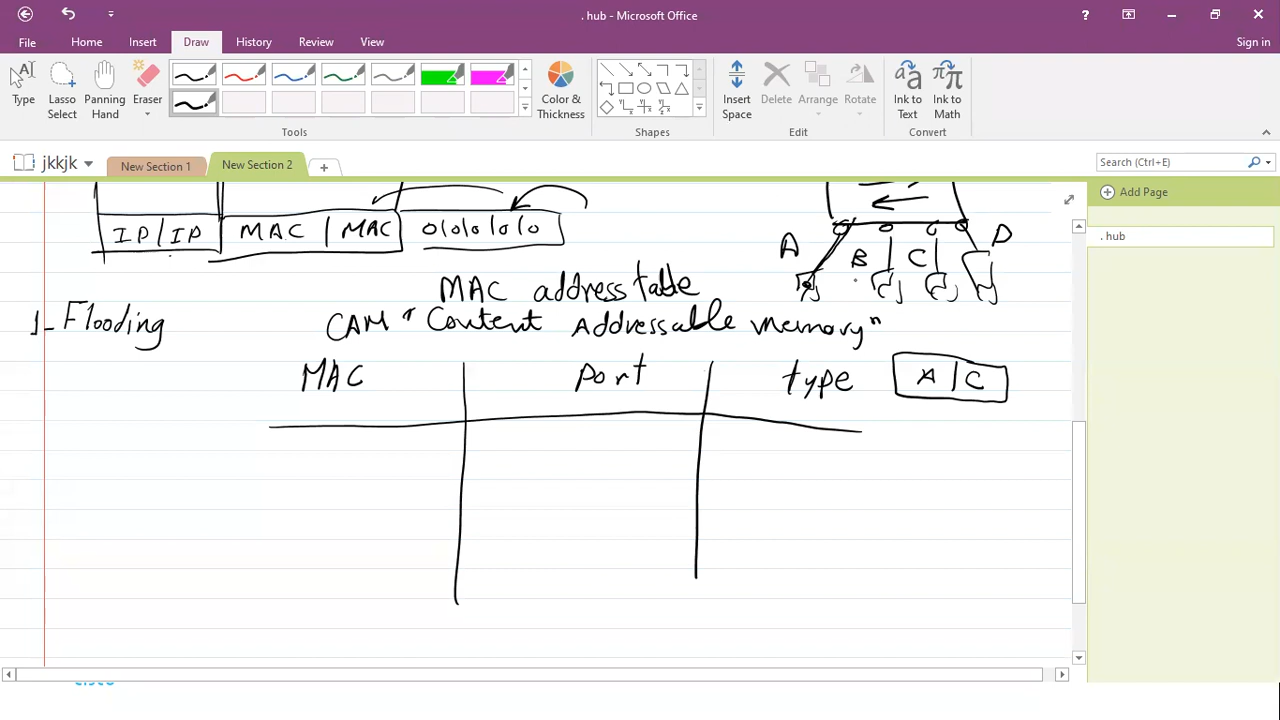 . hub - Microsoft Office
?
File Home Insert Draw History Review View
Sign in
Type
Lasso Select
Panning Hand
Eraser
Color & Thickness
Insert Space
Delete
Arrange
Rotate
Ink to Text
Ink to Math
Tools
Shapes
Edit
Convert
jkkjk
New Section 1
New Section 2
Search (Ctrl+E)
Add Page
. hub
IP | IP MAC | MAC 01010101 0
A B C D
MAC address table
1- Flooding
CAM "Content Addressable memory"
MAC port type
A | C